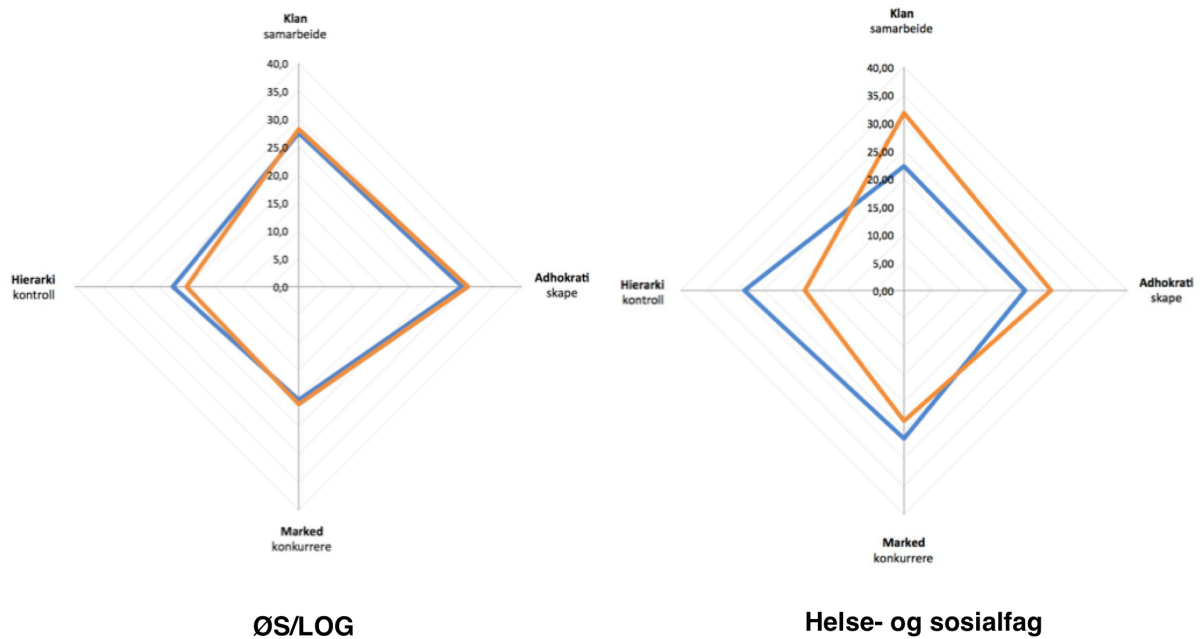 Klan
samarbeide
40,0
35,0
30,0
25,0
20,0
15,0
10,0
5,0
0,0
Hierarki
kontroll
Adhokrati
skape
Marked
konkurrere
ØS/LOG
Klan
samarbeide
40,00
35,00
30,00
25,00
20,00
15,00
10,00
5,00
0,00
Hierarki
kontroll
Adhokrati
skape
Marked
konkurrere
Helse- og sosialfag